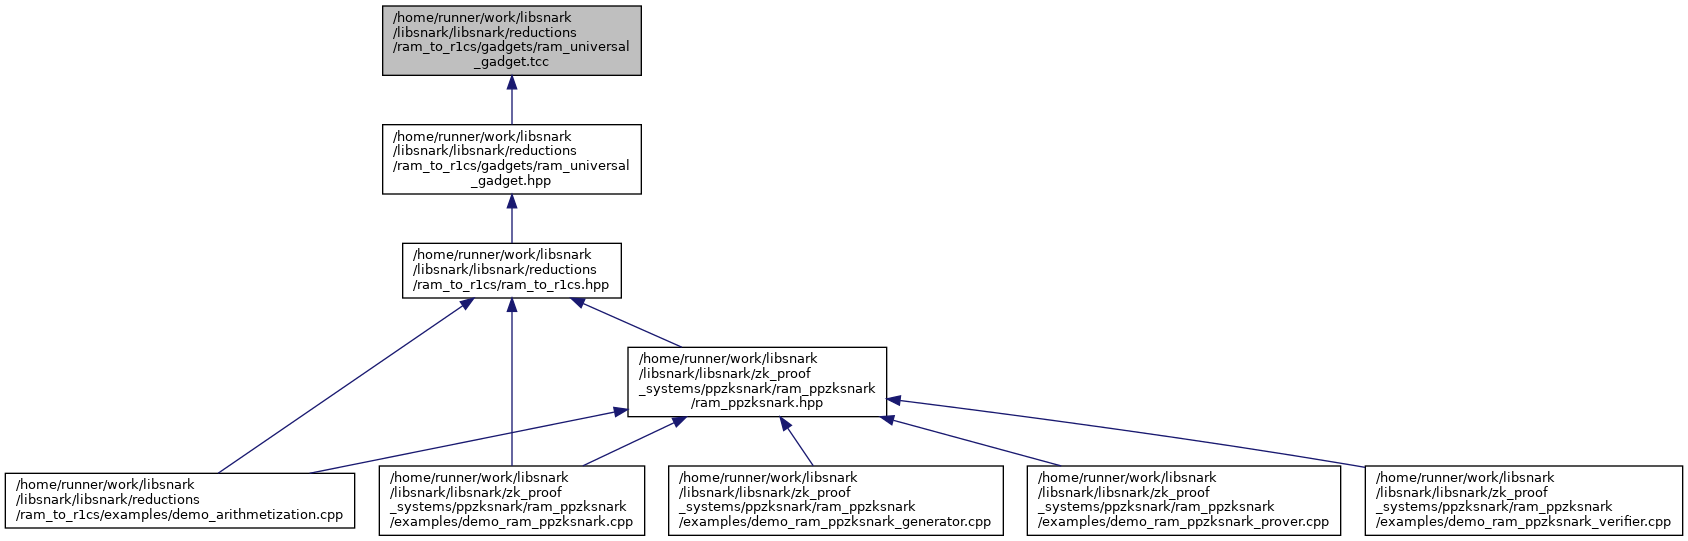 /home/runner/work/libsnark
/libsnark/libsnark/reductions
/ram_to_r1cs/gadgets/ram_universal
_gadget.tcc
/home/runner/work/libsnark
/libsnark/libsnark/reductions
/ram_to_r1cs/gadgets/ram_universal
_gadget.hpp
/home/runner/work/libsnark
/libsnark/libsnark/reductions
/ram_to_r1cs/ram_to_r1cs.hpp
/home/runner/work/libsnark
/libsnark/libsnark/zk_proof
_systems/ppzksnark/ram_ppzksnark
/ram_ppzksnark.hpp
/home/runner/work/libsnark
/libsnark/libsnark/reductions
/ram_to_r1cs/examples/demo_arithmetization.cpp
/home/runner/work/libsnark
/libsnark/libsnark/zk_proof
_systems/ppzksnark/ram_ppzksnark
/examples/demo_ram_ppzksnark.cpp
/home/runner/work/libsnark
/libsnark/libsnark/zk_proof
_systems/ppzksnark/ram_ppzksnark
/examples/demo_ram_ppzksnark_generator.cpp
/home/runner/work/libsnark
/libsnark/libsnark/zk_proof
_systems/ppzksnark/ram_ppzksnark
/examples/demo_ram_ppzksnark_prover.cpp
/home/runner/work/libsnark
/libsnark/libsnark/zk_proof
_systems/ppzksnark/ram_ppzksnark
/examples/demo_ram_ppzksnark_verifier.cpp